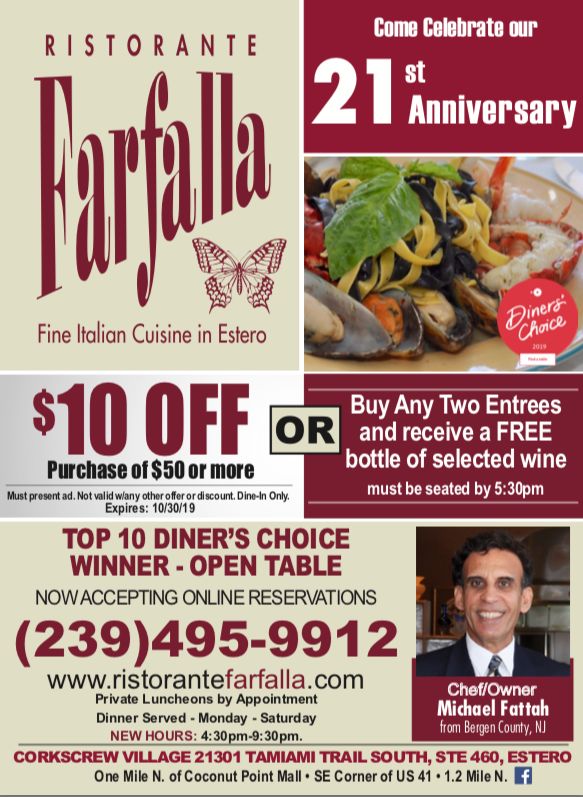 RISTORANTE
Farfalla
Fine Italian Cuisine in Estero
Come Celebrate our
21st
Anniversary
Diners'
Choice
2019
$10 OFF
Purchase of $50 or more
Must present ad. Not valid w/any other offer or discount. Dine-In Only.
Expires: 10/30/19
OR
Buy Any Two Entrees
and receive a FREE
bottle of selected wine
must be seated by 5:30pm
TOP 10 DINER'S CHOICE
WINNER - OPEN TABLE
NOW ACCEPTING ONLINE RESERVATIONS
(239)495-9912
www.ristorantefarfalla.com
Private Luncheons by Appointment
Dinner Served - Monday - Saturday
NEW HOURS: 4:30pm-9:30pm.
Chef/Owner
Michael Fattah
from Bergen County, NJ
CORKSCREW VILLAGE 21301 TAMIAMI TRAIL SOUTH, STE 460, ESTERO
One Mile N. of Coconut Point Mall • SE Corner of US 41 • 1.2 Mile N.